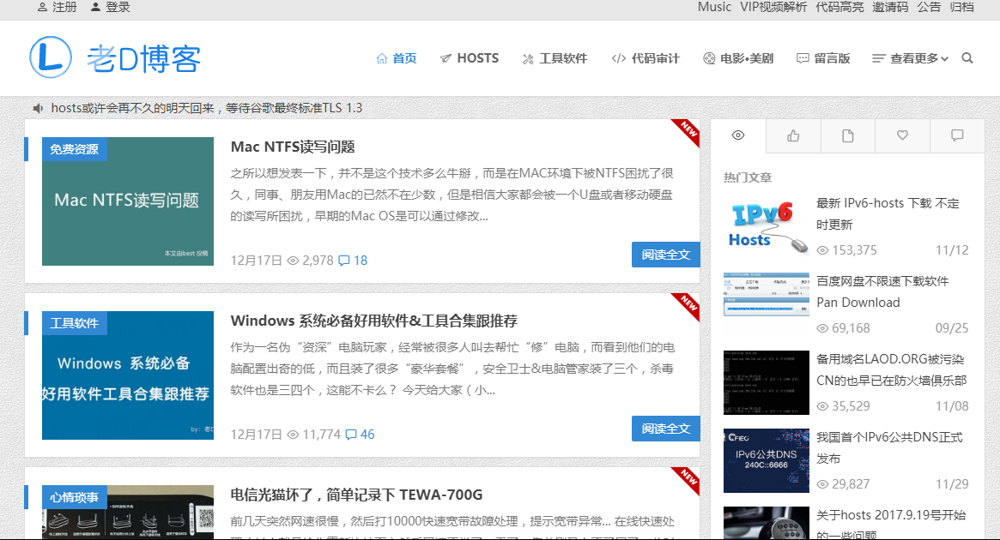 注册 登录
Music VIP视频解析 代码高亮 邀请码 公告 归档
老D博客
首页 HOSTS 工具软件 代码审计 电影•美剧 留言版 查看更多
hosts或许会再不久的明天回来，等待谷歌最终标准TLS 1.3
免费资源
Mac NTFS读写问题
本文由best 投稿
NEW
Mac NTFS读写问题
之所以想发表一下，并不是这个技术多么牛掰，而是在MAC环境下被NTFS困扰了很
久，同事、朋友用Mac的已然不在少数，但是相信大家都会被一个U盘或者移动硬盘
的读写所困扰，早期的Mac OS是可以通过修改...
12月17日 2,978 18
阅读全文
工具软件
Windows 系统必备
好用软件工具合集跟推荐
by：老D
NEW
Windows 系统必备好用软件&工具合集跟推荐
作为一名伪“资深”电脑玩家，经常被很多人叫去帮忙“修”电脑，而看到他们的电
脑配置出奇的低，而且装了很多“豪华套餐”，安全卫士&电脑管家装了三个，杀毒
软件也是三四个，这能不卡么？ 今天给大家（小...
12月17日 11,774 46
阅读全文
心情琐事
NEW
电信光猫坏了，简单记录下 TEWA-700G
前几天突然网速很慢，然后打10000快速宽带故障处理，提示宽带异常... 在线快速处
热门文章
IPv6
Hosts
最新 IPv6-hosts 下载 不定
时更新
153,375 11/12
百度网盘不限速下载软件
Pan Download
69,168 09/25
备用域名LAOD.ORG被污染
CN的也早已在防火墙俱乐部
35,529 11/08
CFIEC
IPv6公共DNS
240C::6666
我国首个IPv6公共DNS正式
发布
29,827 11/29
关于hosts 2017.9.19号开始
的一些问题